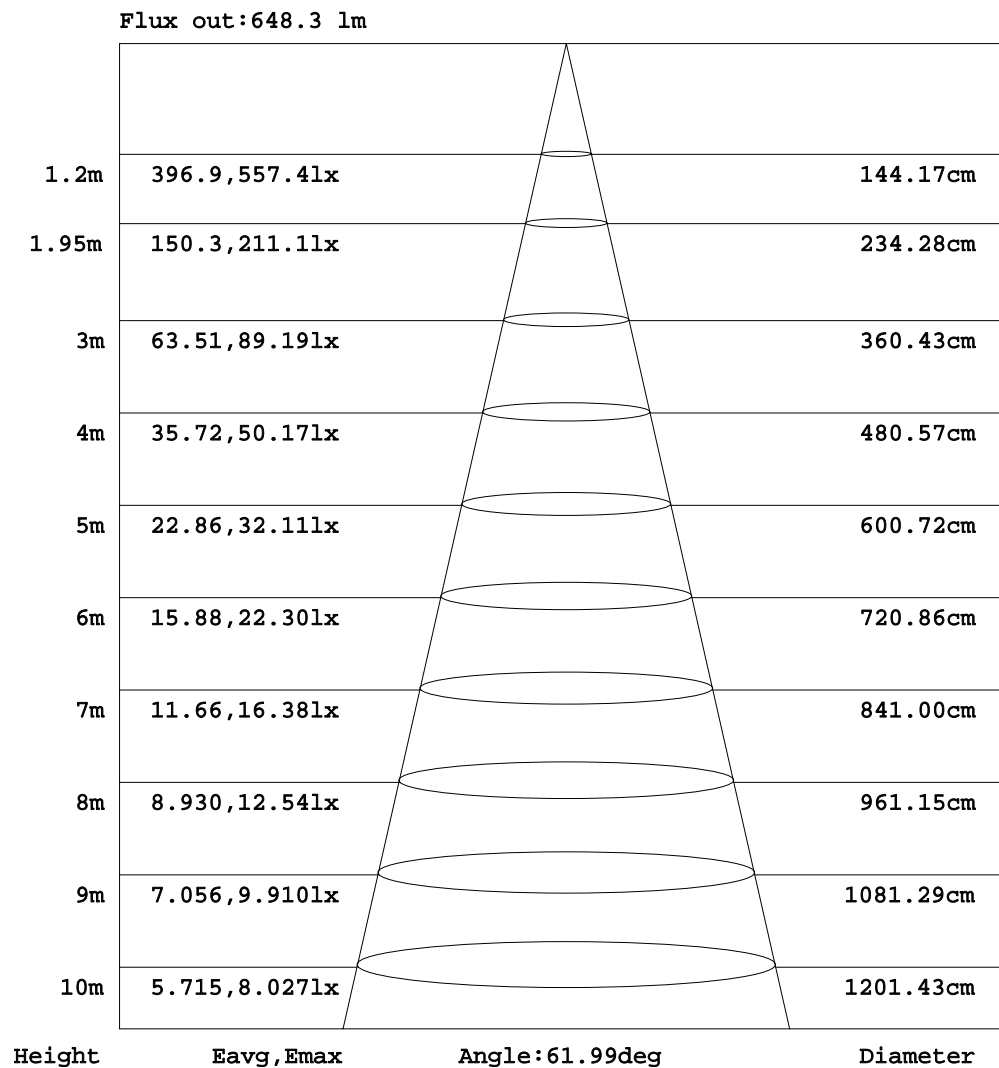 Flux out:648.3 lm
1.2m 396.9,557.4lx 144.17cm
1.95m 150.3,211.1lx 234.28cm
3m 63.51,89.19lx 360.43cm
4m 35.72,50.17lx 480.57cm
5m 22.86,32.11lx 600.72cm
6m 15.88,22.30lx 720.86cm
7m 11.66,16.38lx 841.00cm
8m 8.930,12.54lx 961.15cm
9m 7.056,9.910lx 1081.29cm
10m 5.715,8.027lx 1201.43cm
Height Eavg,Emax Angle:61.99deg Diameter